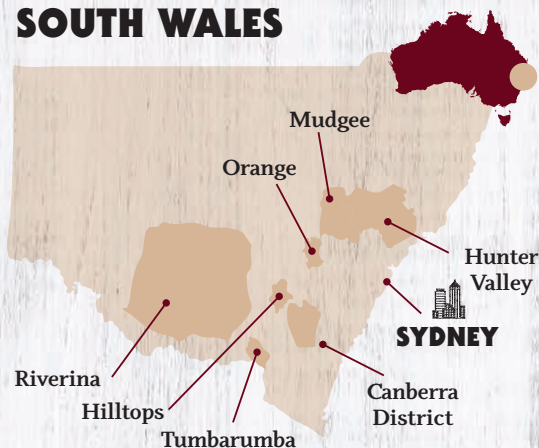 SOUTH WALES
Mudgee
Orange
Hunter
Valley
SYDNEY
Riverina
Canberra
District
Hilltops
Tumbarumba